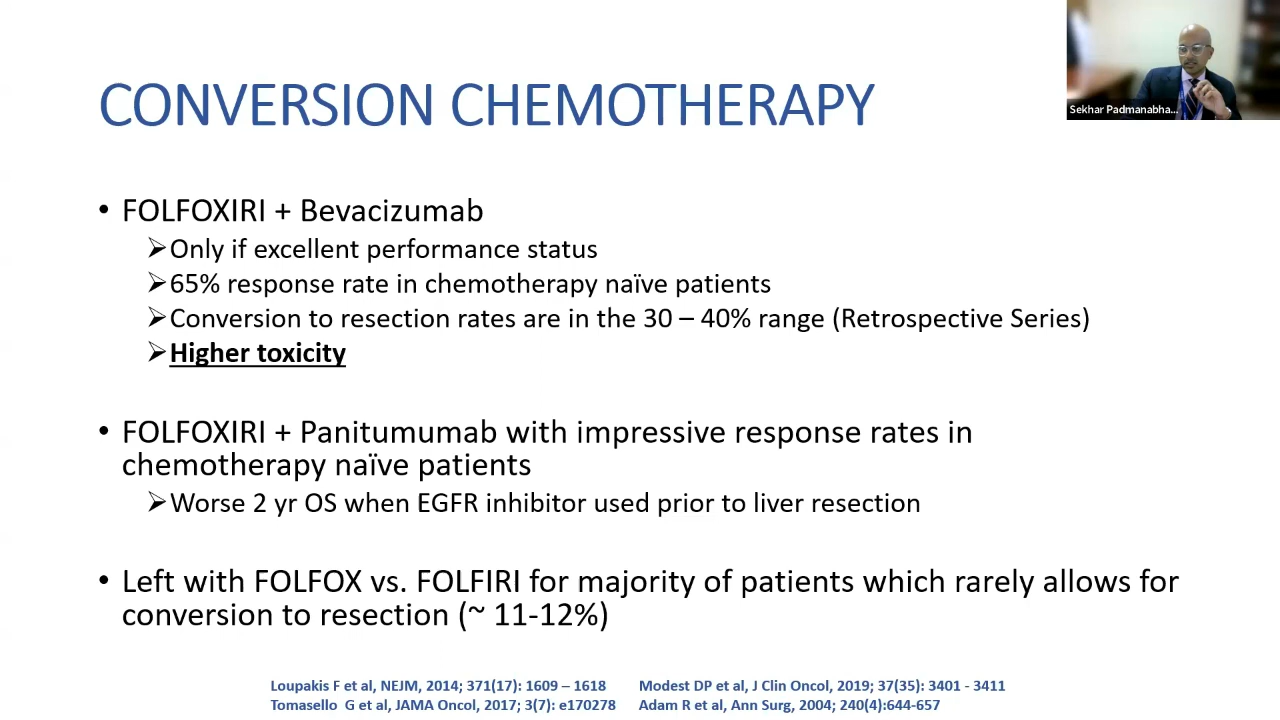 CONVERSION CHEMOTHERAPY
Sekhar Padmanabha...
• FOLFOXIRI + Bevacizumab
➢Only if excellent performance status
➢65% response rate in chemotherapy naïve patients
➢Conversion to resection rates are in the 30 – 40% range (Retrospective Series)
➢Higher toxicity
• FOLFOXIRI + Panitumumab with impressive response rates in
chemotherapy naïve patients
➢Worse 2 yr OS when EGFR inhibitor used prior to liver resection
• Left with FOLFOX vs. FOLFIRI for majority of patients which rarely allows for
conversion to resection (~ 11-12%)
Loupakis F et al, NEJM, 2014; 371(17): 1609 – 1618
Tomasello G et al, JAMA Oncol, 2017; 3(7): e170278
Modest DP et al, J Clin Oncol, 2019; 37(35): 3401 - 3411
Adam R et al, Ann Surg, 2004; 240(4):644-657